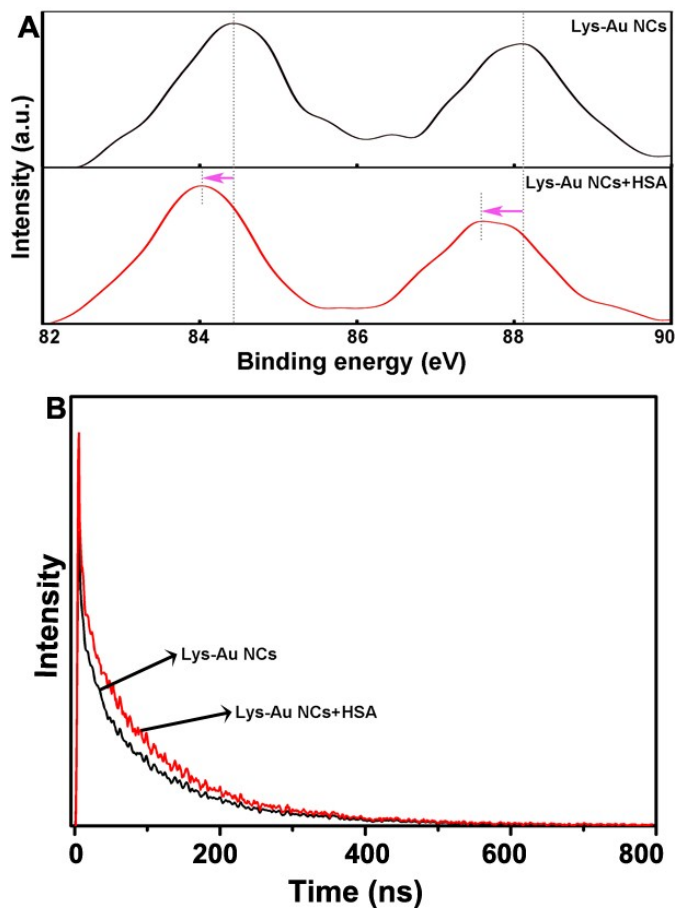 A
Lys-Au NCs
Lys-Au NCs+HSA
Intensity (a.u.)
82 84 86 88 90
Binding energy (eV)
B
Lys-Au NCs
Lys-Au NCs+HSA
Intensity
0 200 400 600 800
Time (ns)